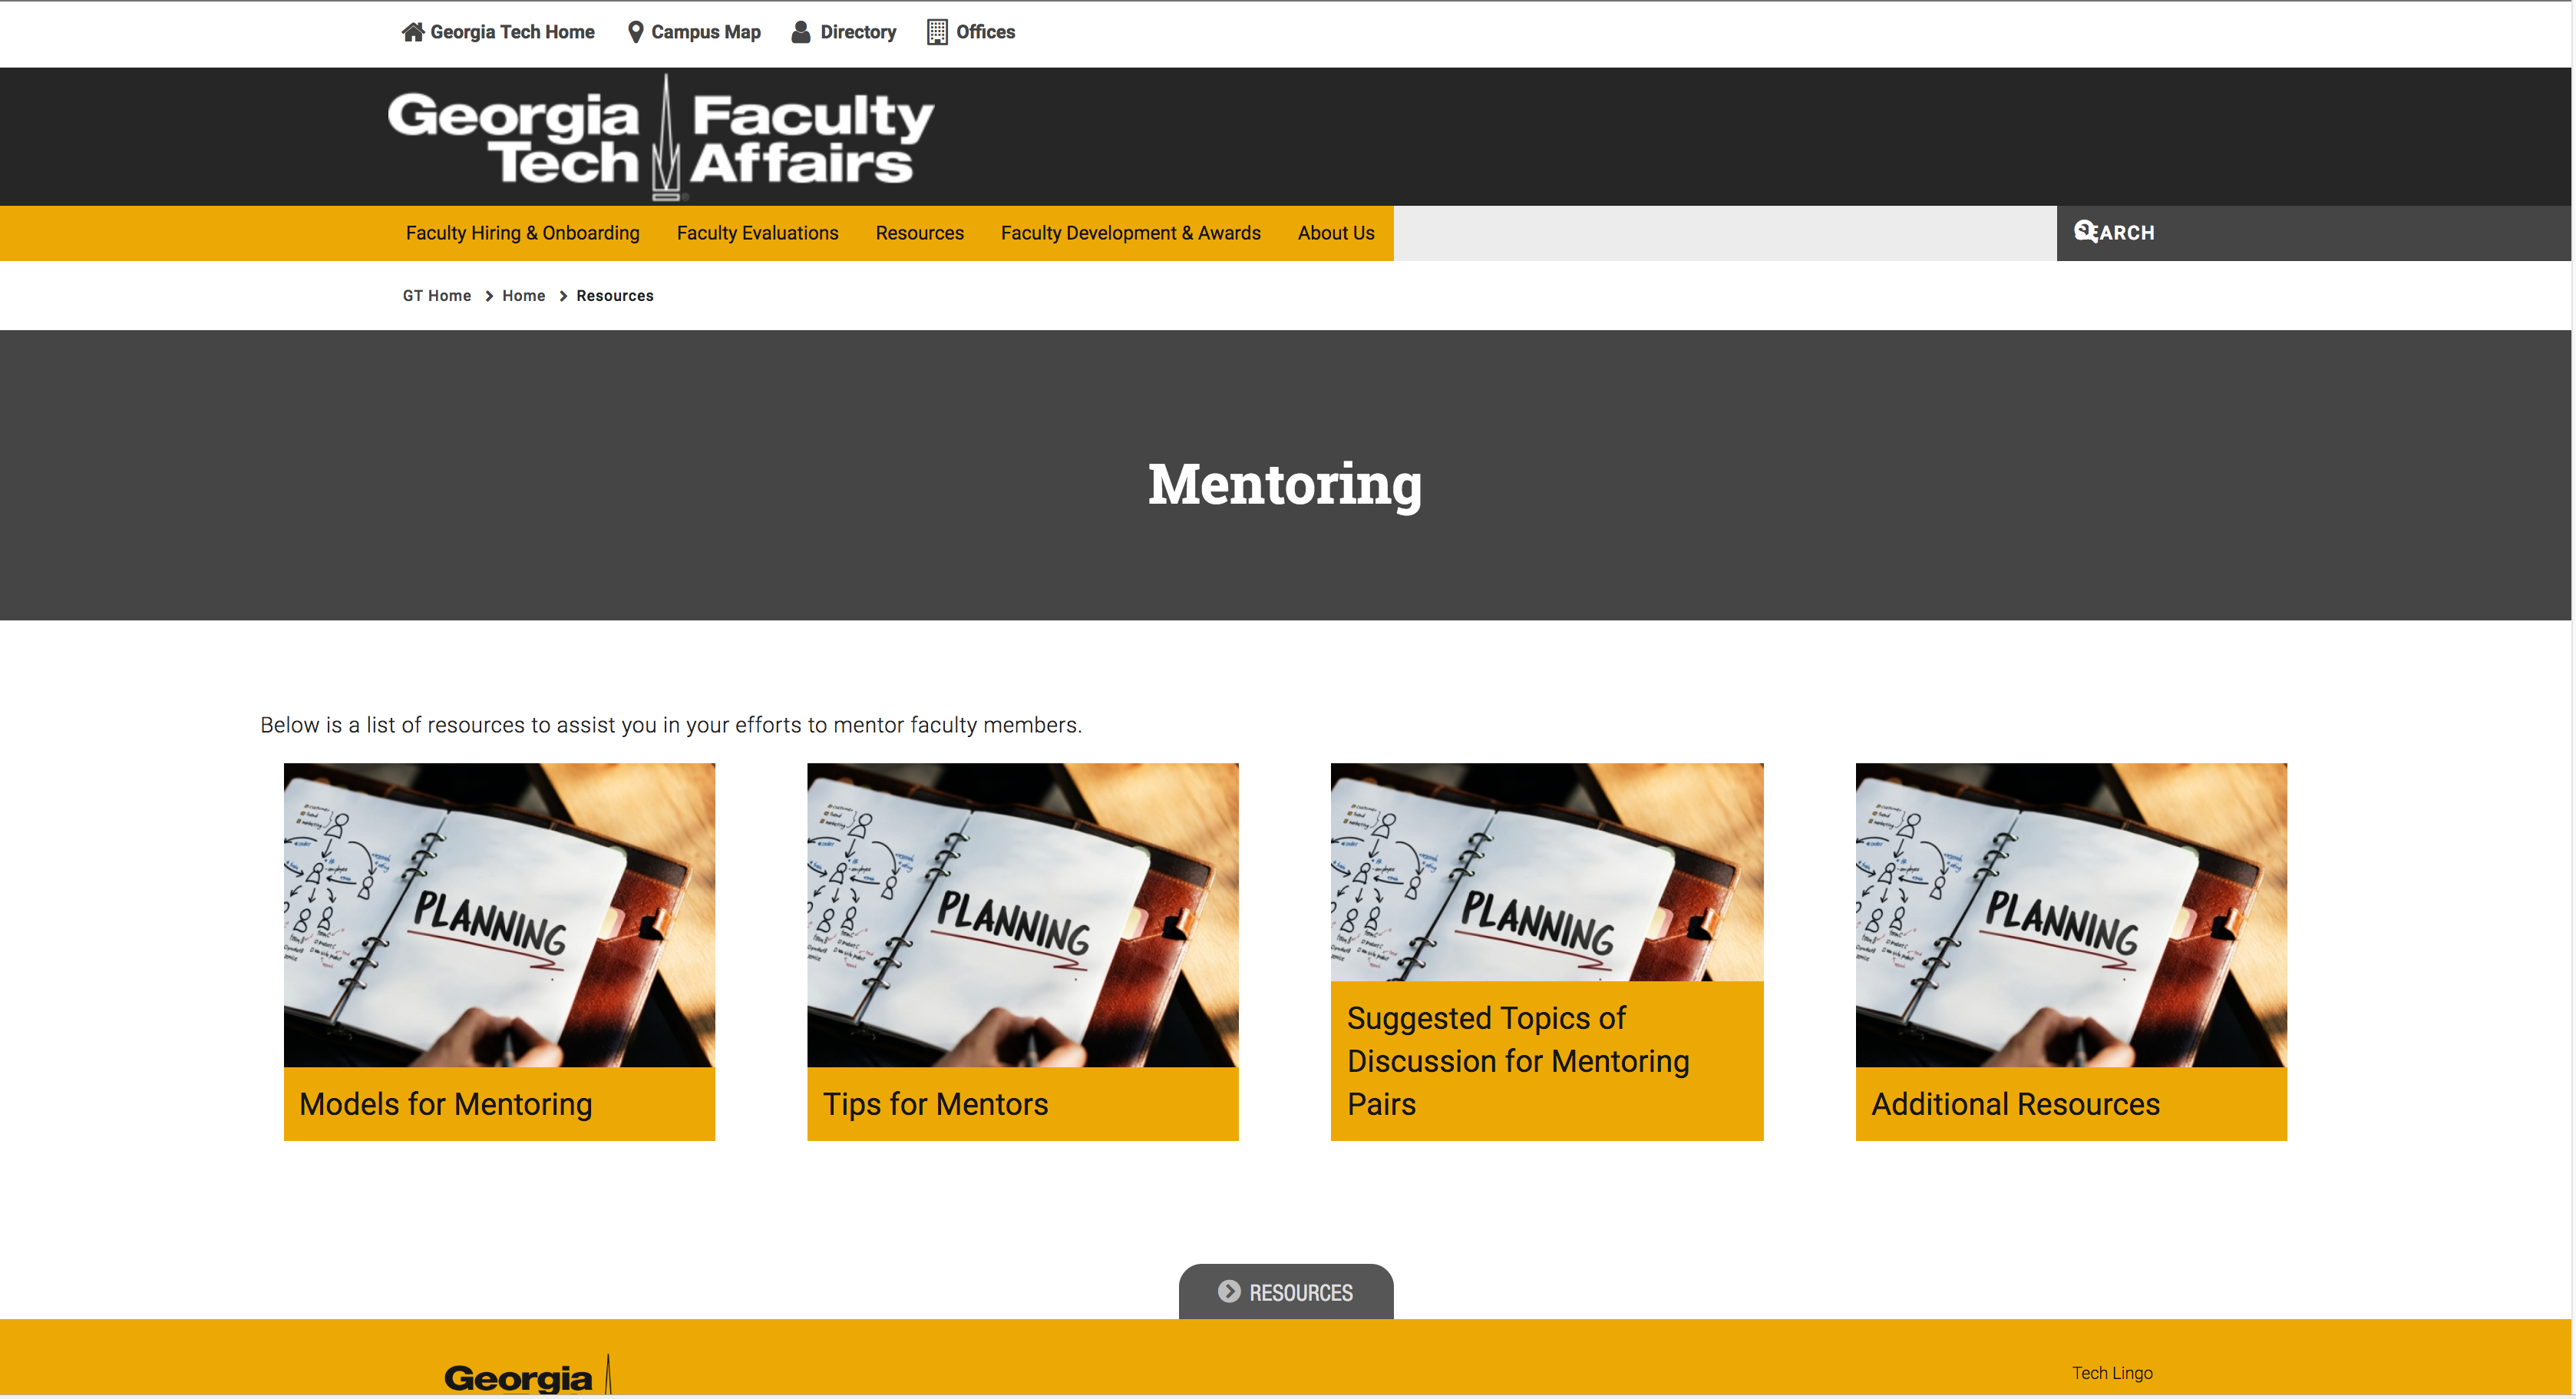 Georgia Tech Home Campus Map Directory Offices
Georgia Tech Faculty Affairs
Faculty Hiring & Onboarding Faculty Evaluations Resources Faculty Development & Awards About Us SEARCH
GT Home Home Resources
Mentoring
Below is a list of resources to assist you in your efforts to mentor faculty members.
PLANNING
Models for Mentoring
PLANNING
Tips for Mentors
PLANNING
Suggested Topics of
Discussion for Mentoring
Pairs
PLANNING
Additional Resources
RESOURCES
Georgia
Tech Lingo